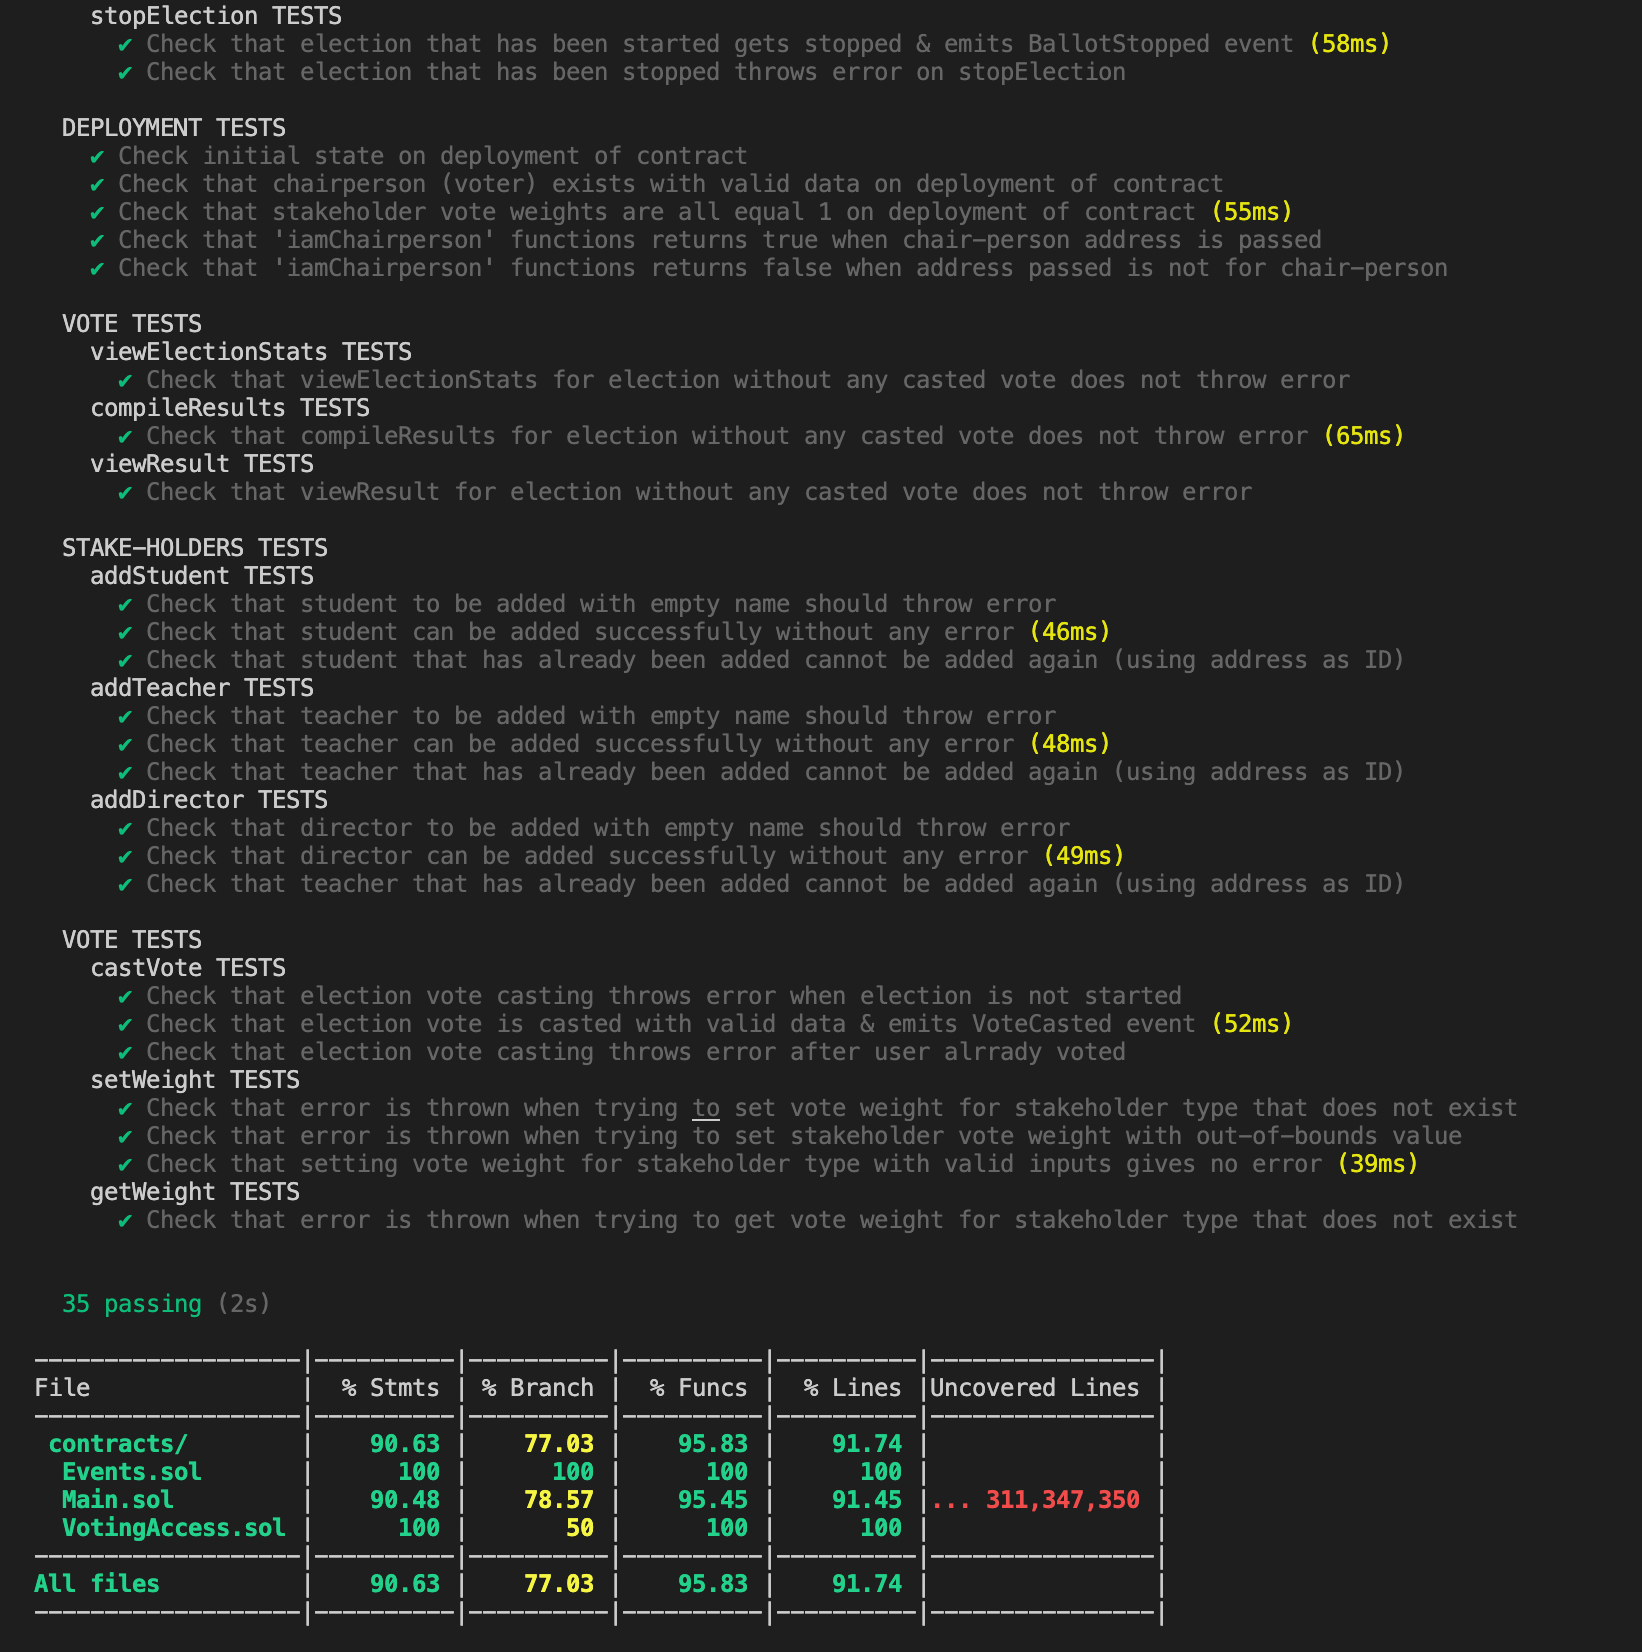 stopElection TESTS
✔ Check that election that has been started gets stopped & emits BallotStopped event (58ms)
✔ Check that election that has been stopped throws error on stopElection
DEPLOYMENT TESTS
✔ Check initial state on deployment of contract
✔ Check that chairperson (voter) exists with valid data on deployment of contract
✔ Check that stakeholder vote weights are all equal 1 on deployment of contract (55ms)
✔ Check that 'iamChairperson' functions returns true when chair-person address is passed
✔ Check that 'iamChairperson' functions returns false when address passed is not for chair-person
VOTE TESTS
viewElectionStats TESTS
✔ Check that viewElectionStats for election without any casted vote does not throw error
compileResults TESTS
✔ Check that compileResults for election without any casted vote does not throw error (65ms)
viewResult TESTS
✔ Check that viewResult for election without any casted vote does not throw error
STAKE-HOLDERS TESTS
addStudent TESTS
✔ Check that student to be added with empty name should throw error
✔ Check that student can be added successfully without any error (46ms)
✔ Check that student that has already been added cannot be added again (using address as ID)
addTeacher TESTS
✔ Check that teacher to be added with empty name should throw error
✔ Check that teacher can be added successfully without any error (48ms)
✔ Check that teacher that has already been added cannot be added again (using address as ID)
addDirector TESTS
✔ Check that director to be added with empty name should throw error
✔ Check that director can be added successfully without any error (49ms)
✔ Check that teacher that has already been added cannot be added again (using address as ID)
VOTE TESTS
castVote TESTS
✔ Check that election vote casting throws error when election is not started
✔ Check that election vote is casted with valid data & emits VoteCasted event (52ms)
✔ Check that election vote casting throws error after user alrrady voted
setWeight TESTS
✔ Check that error is thrown when trying to set vote weight for stakeholder type that does not exist
✔ Check that error is thrown when trying to set stakeholder vote weight with out-of-bounds value
✔ Check that setting vote weight for stakeholder type with valid inputs gives no error (39ms)
getWeight TESTS
✔ Check that error is thrown when trying to get vote weight for stakeholder type that does not exist
35 passing (2s)
File | % Stmts | % Branch | % Funcs | % Lines |Uncovered Lines |
contracts/ | 90.63 | 77.03 | 95.83 | 91.74 | |
Events.sol | 100 | 100 | 100 | 100 | |
Main.sol | 90.48 | 78.57 | 95.45 | 91.45 |... 311,347,350 |
VotingAccess.sol | 100 | 50 | 100 | 100 | |
All files | 90.63 | 77.03 | 95.83 | 91.74 | |